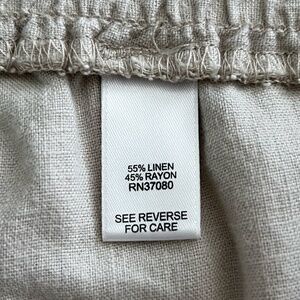 55% LINEN
45% RAYON
RN37080
SEE REVERSE
FOR CARE